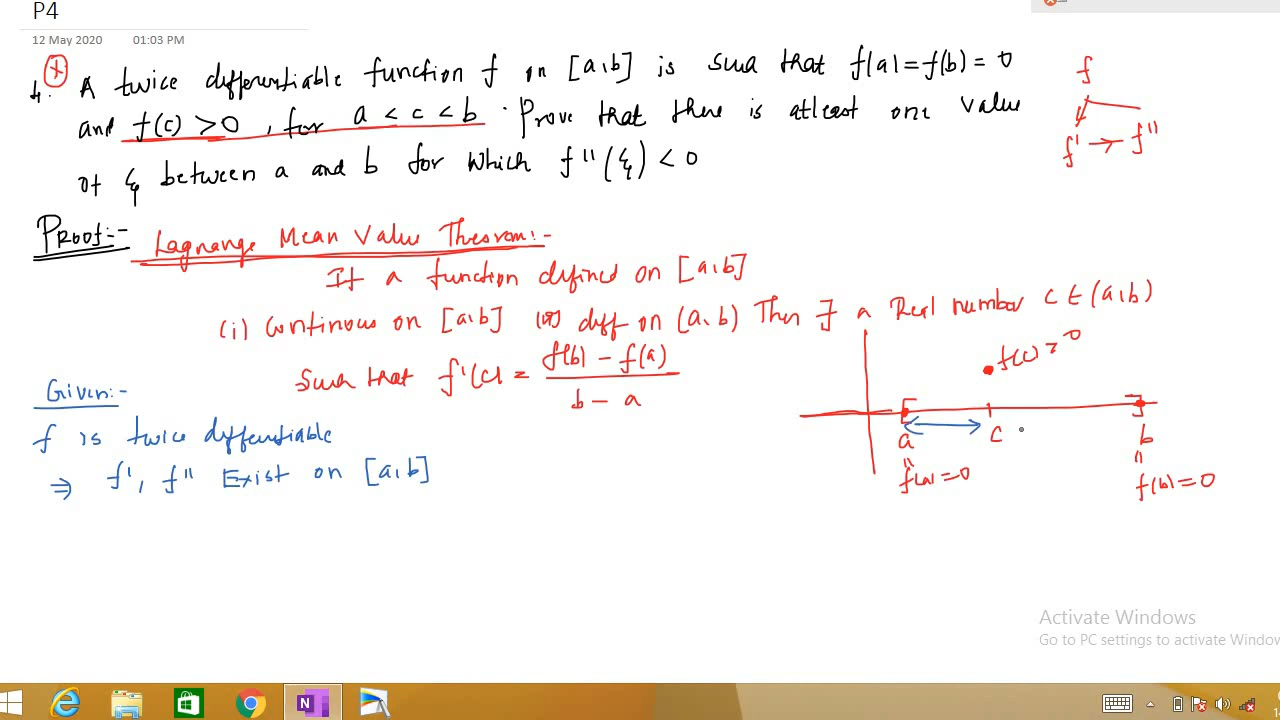 P4
12 May 2020 01:03 PM
4. A twice differentiable function f on [a,b] is such that f(a) = f(b) = 0
and f(c) > 0 , for a < c < b . Prove that there is atleast one value
of ξ between a and b for which f''(ξ) < 0
f
f' → f''
PROOF:- Lagrange Mean Value Theorem:-
If a function defined on [a,b]
(i) continous on [a,b] (ii) diff on (a,b) Then ∃ a Real number c ∈ (a,b)
such that f'(c) = f(b) - f(a) / b - a
f(c) > 0
Given:-
f is twice differentiable
⇒ f', f'' Exist on [a,b]
a c b
f(a) = 0 f(b) = 0
Activate Windows
Go to PC settings to activate Window
N